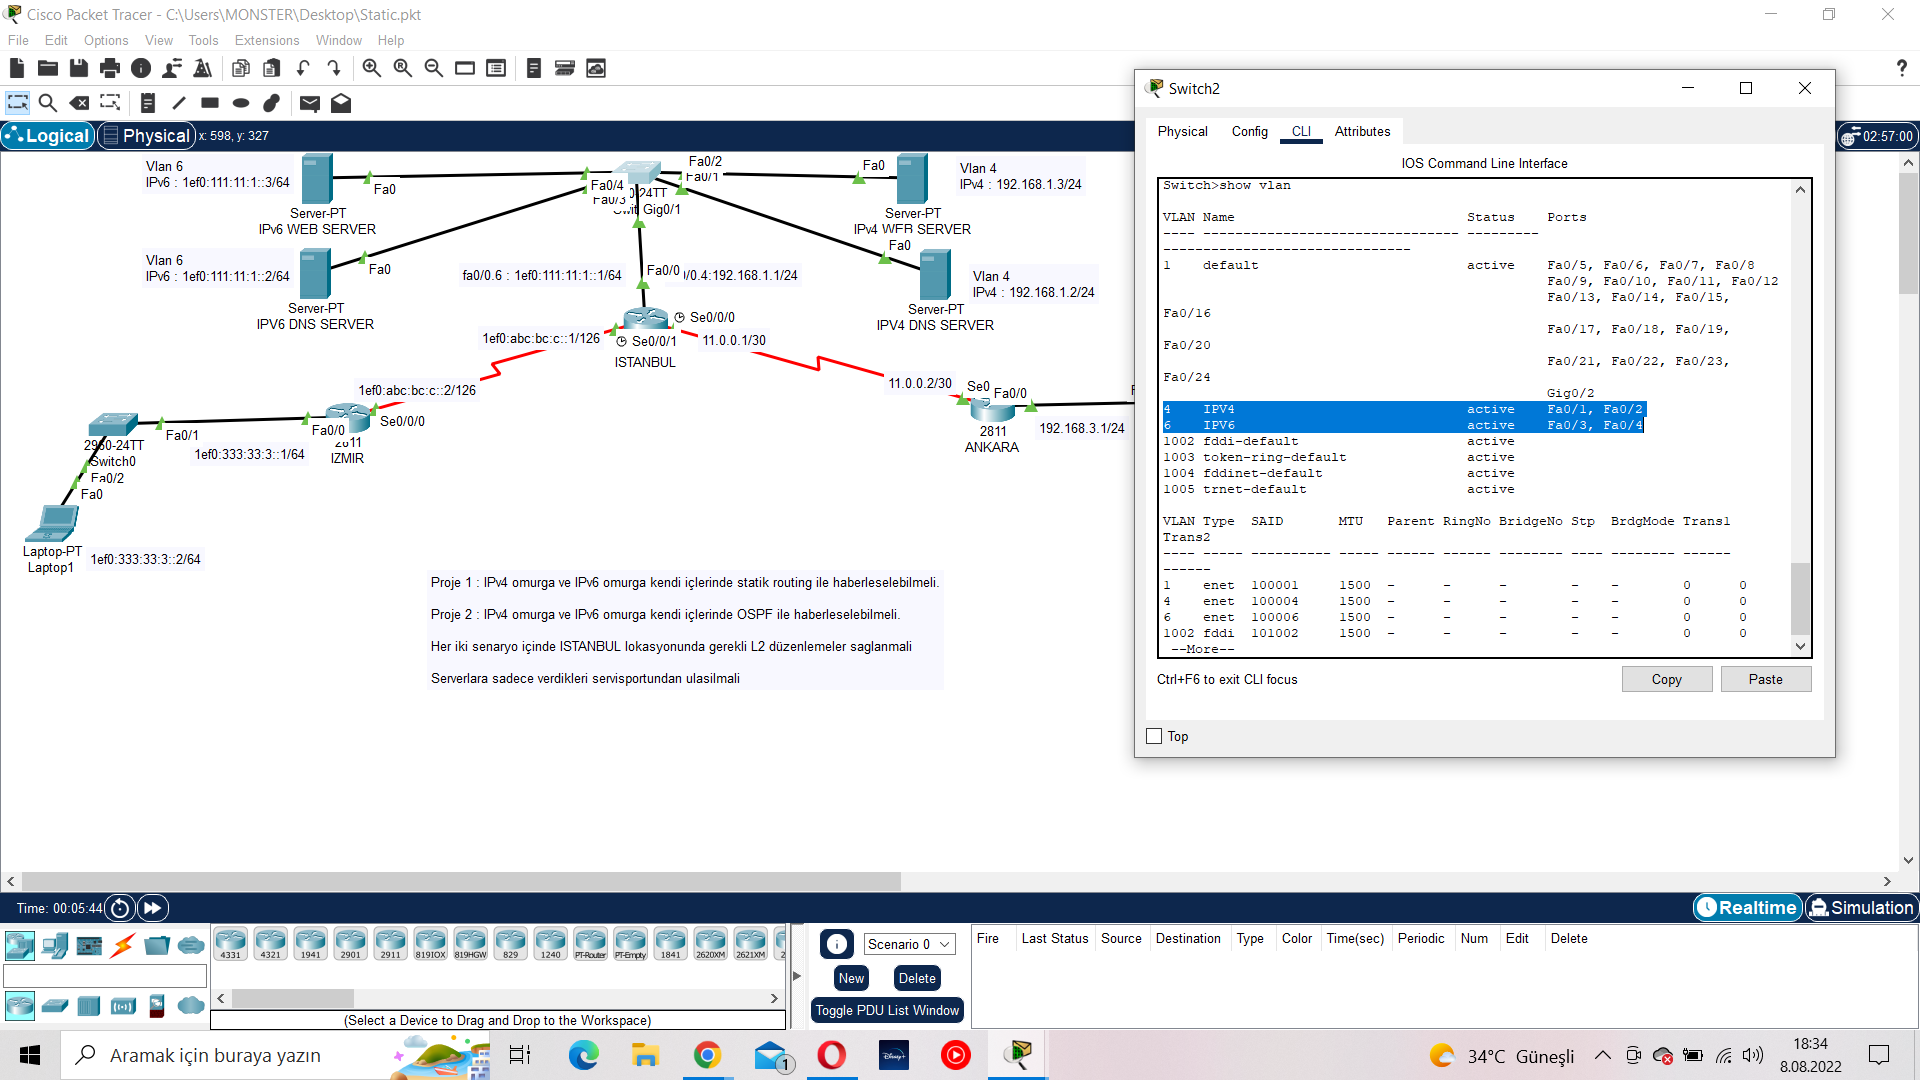 Cisco Packet Tracer - C:\Users\MONSTER\Desktop\Static.pkt
File Edit Options View Tools Extensions Window Help
Logical Physical x: 598, y: 327
02:57:00
Vlan 6
IPv6 : 1ef0:111:11:1::3/64
Fa0
Server-PT
IPv6 WEB SERVER
Vlan 6
IPv6 : 1ef0:111:11:1::2/64
Fa0
Server-PT
IPV6 DNS SERVER
Fa0/2
Fa0/1
Fa0/4
Fa0/3
Gig0/1
Fa0
Vlan 4
IPv4 : 192.168.1.3/24
Server-PT
IPv4 WEB SERVER
Fa0
Vlan 4
IPv4 : 192.168.1.2/24
Server-PT
IPV4 DNS SERVER
fa0/0.6 : 1ef0:111:11:1::1/64
Fa0/0
/0.4:192.168.1.1/24
Se0/0/0
Se0/0/1
ISTANBUL
1ef0:abc:bc:c::1/126
11.0.0.1/30
1ef0:abc:bc:c::2/126
Se0/0/0
Fa0/0
2811
IZMIR
11.0.0.2/30
Se0
Fa0/0
2811
ANKARA
192.168.3.1/24
Fa0/1
2950-24TT
Switch0
Fa0/2
Fa0
1ef0:333:33:3::1/64
Laptop-PT
Laptop1
1ef0:333:33:3::2/64
Proje 1 : IPv4 omurga ve IPv6 omurga kendi içlerinde statik routing ile haberleselebilmeli.
Proje 2 : IPv4 omurga ve IPv6 omurga kendi içlerinde OSPF ile haberleselebilmeli.
Her iki senaryo içinde ISTANBUL lokasyonunda gerekli L2 düzenlemeler saglanmali
Serverlara sadece verdikleri servisportundan ulasilmali
Switch2
Physical Config CLI Attributes
IOS Command Line Interface
Switch>show vlan
VLAN Name Status Ports
---- -------------------------------- ---------
-------------------------------
1 default active Fa0/5, Fa0/6, Fa0/7, Fa0/8
Fa0/9, Fa0/10, Fa0/11, Fa0/12
Fa0/13, Fa0/14, Fa0/15,
Fa0/16
Fa0/17, Fa0/18, Fa0/19,
Fa0/20
Fa0/21, Fa0/22, Fa0/23,
Fa0/24
Gig0/2
4 IPV4 active Fa0/1, Fa0/2
6 IPV6 active Fa0/3, Fa0/4
1002 fddi-default active
1003 token-ring-default active
1004 fddinet-default active
1005 trnet-default active
VLAN Type SAID MTU Parent RingNo BridgeNo Stp BrdgMode Trans1
Trans2
---- ----- ---------- ----- ------ ------ -------- ---- -------- ------
------
1 enet 100001 1500 - - - - - 0 0
4 enet 100004 1500 - - - - - 0 0
6 enet 100006 1500 - - - - - 0 0
1002 fddi 101002 1500 - - - - - 0 0
--More--
Ctrl+F6 to exit CLI focus
Copy Paste
Top
Time: 00:05:44
Realtime Simulation
4331 4321 1941 2901 2911 819IOX 819HGW 829 1240 PT-Router PT-Empty 1841 2620XM 2621XM
(Select a Device to Drag and Drop to the Workspace)
Scenario 0
New Delete
Toggle PDU List Window
Fire Last Status Source Destination Type Color Time(sec) Periodic Num Edit Delete
Aramak için buraya yazın
1
Disney+
34°C Güneşli
18:34
8.08.2022